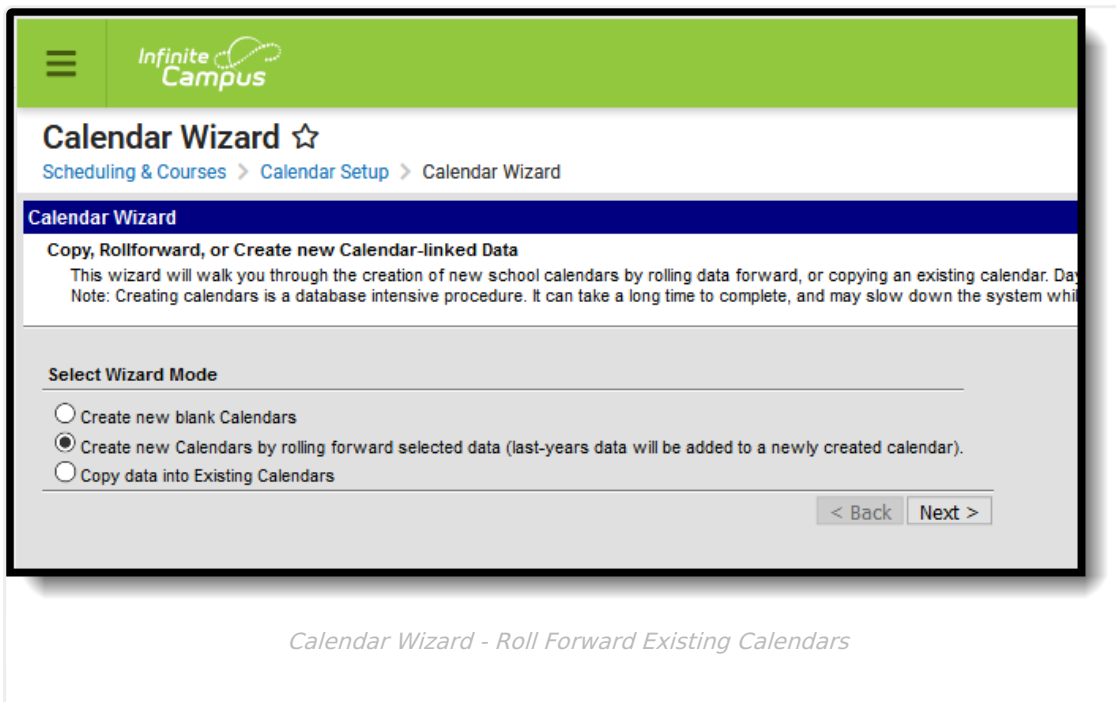 Infinite
Campus
Calendar Wizard
Scheduling & Courses > Calendar Setup > Calendar Wizard
Calendar Wizard
Copy, Rollforward, or Create new Calendar-linked Data
This wizard will walk you through the creation of new school calendars by rolling data forward, or copying an existing calendar. Day
Note: Creating calendars is a database intensive procedure. It can take a long time to complete, and may slow down the system whil
Select Wizard Mode
Create new blank Calendars
Create new Calendars by rolling forward selected data (last-years data will be added to a newly created calendar).
Copy data into Existing Calendars
< Back Next >
Calendar Wizard - Roll Forward Existing Calendars